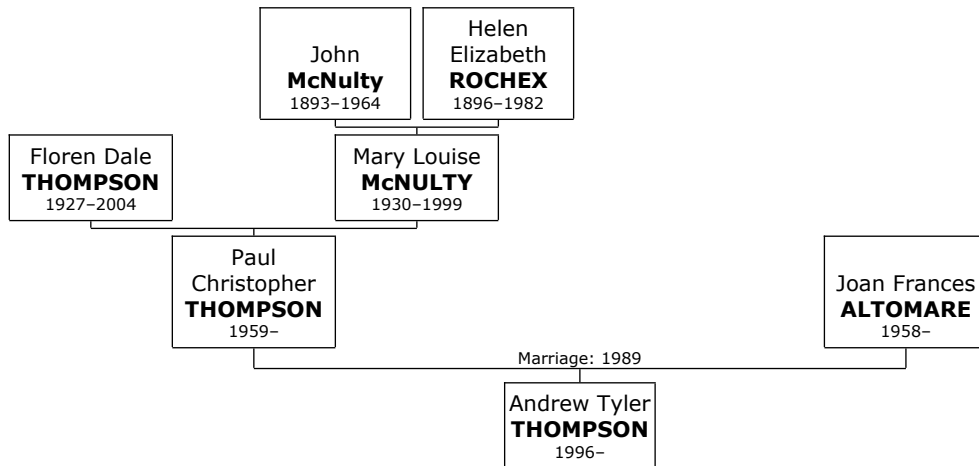 John
McNulty
1893–1964
Helen
Elizabeth
ROCHEX
1896–1982
Floren Dale
THOMPSON
1927–2004
Mary Louise
McNULTY
1930–1999
Paul
Christopher
THOMPSON
1959–
Joan Frances
ALTOMARE
1958–
Marriage: 1989
Andrew Tyler
THOMPSON
1996–